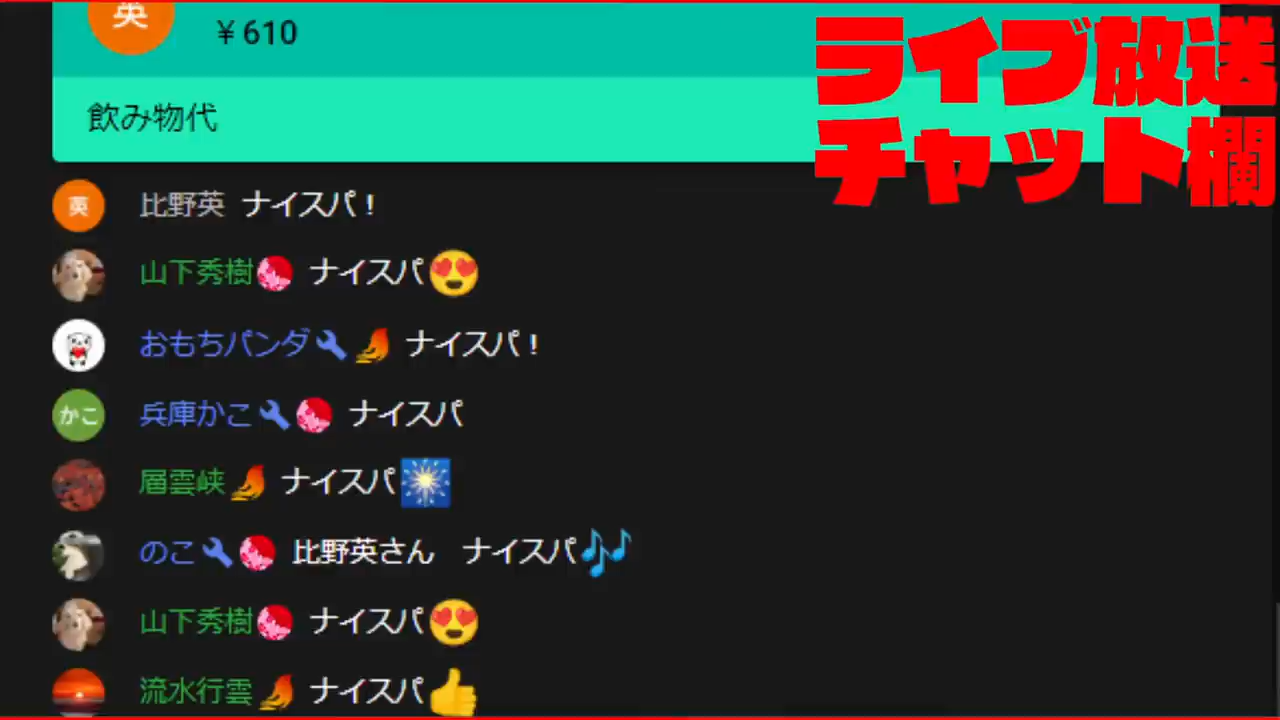 英
￥610
ライブ放送
チャット欄
飲み物代
英 比野英 ナイスパ！
山下秀樹 ナイスパ😍
おもちパンダ ナイスパ！
かこ 兵庫かこ ナイスパ
層雲峡 ナイスパ🎇
のこ 比野英さん　ナイスパ🎶
山下秀樹 ナイスパ😍
流水行雲 ナイスパ👍